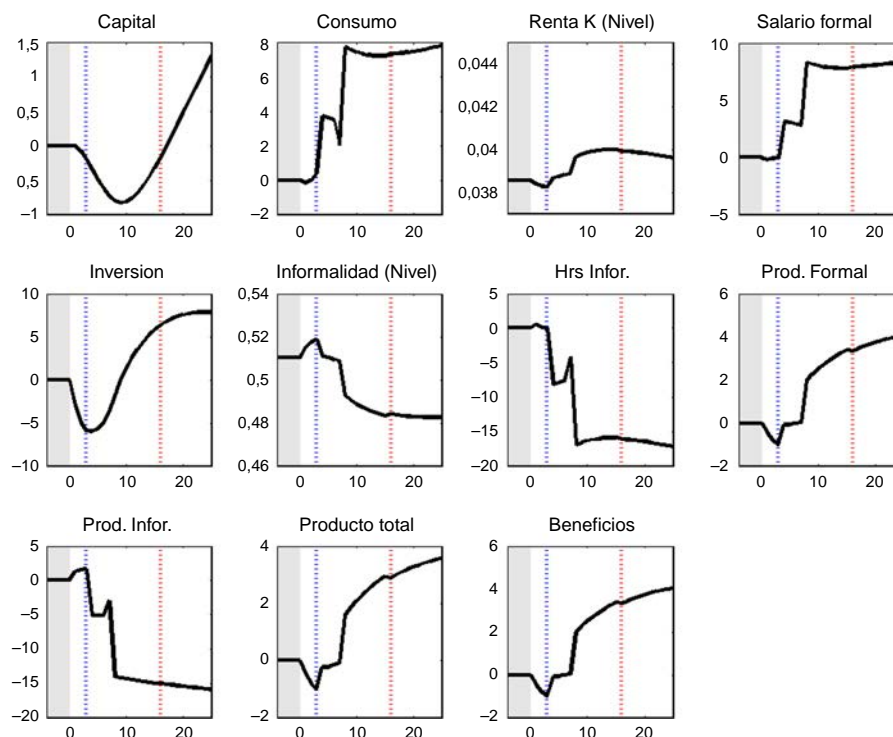 Capital
1,5
1
0,5
0
0,5
–1
0 10 20
Consumo
8
6
4
2
0
–2
0 10 20
Renta K (Nivel)
0,044
0,042
0,04
0,038
0 10 20
Salario formal
10
5
0
–5
0 10 20
Inversion
10
5
0
–5
–10
0 10 20
Informalidad (Nivel)
0,54
0,52
0,5
0,48
0,46
0 10 20
Hrs Infor.
5
0
–5
–10
–15
–20
0 10 20
Prod. Formal
6
4
2
0
–2
0 10 20
Prod. Infor.
5
0
–5
–10
–15
–20
0 10 20
Producto total
4
2
0
–2
0 10 20
Beneficios
6
4
2
0
–2
0 10 20